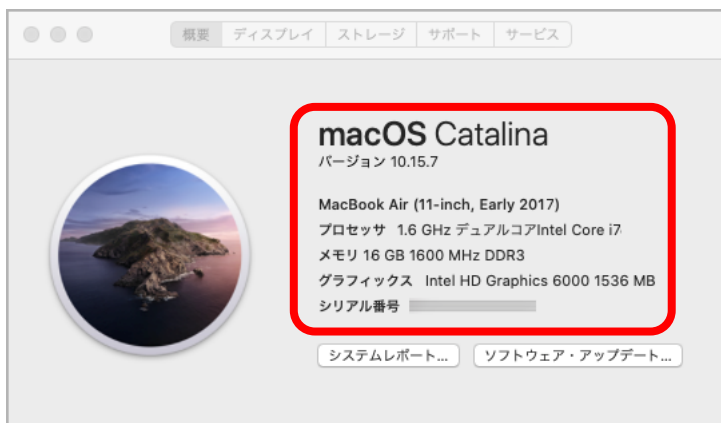 概要 ディスプレイ ストレージ サポート サービス
macOS Catalina
バージョン 10.15.7
MacBook Air (11-inch, Early 2017)
プロセッサ 1.6 GHz デュアルコアIntel Core i7
メモリ 16 GB 1600 MHz DDR3
グラフィックス Intel HD Graphics 6000 1536 MB
シリアル番号
システムレポート... ソフトウェア・アップデート...